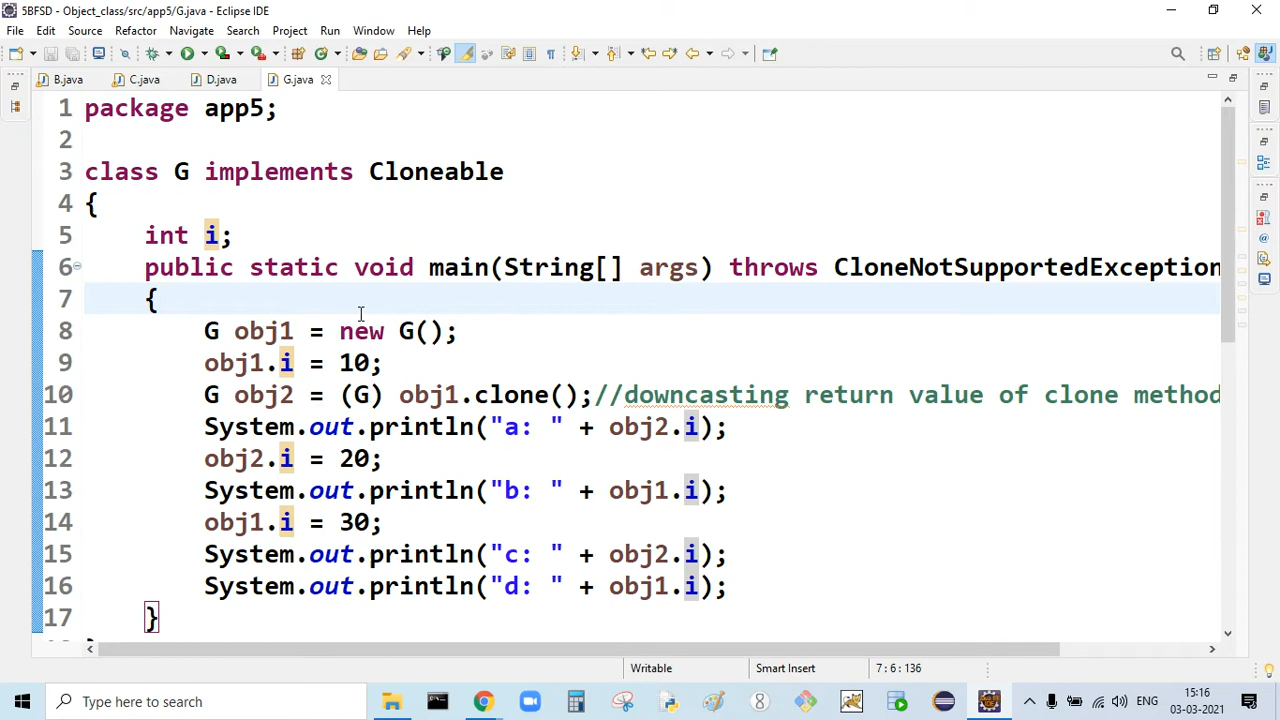 5BFSD - Object_class/src/app5/G.java - Eclipse IDE
File Edit Source Refactor Navigate Search Project Run Window Help
B.java C.java D.java G.java
1 package app5;
2
3 class G implements Cloneable
4 {
5 int i;
6 public static void main(String[] args) throws CloneNotSupportedException
7 {
8 G obj1 = new G();
9 obj1.i = 10;
10 G obj2 = (G) obj1.clone();//downcasting return value of clone method
11 System.out.println("a: " + obj2.i);
12 obj2.i = 20;
13 System.out.println("b: " + obj1.i);
14 obj1.i = 30;
15 System.out.println("c: " + obj2.i);
16 System.out.println("d: " + obj1.i);
17 }
Writable Smart Insert 7 : 6 : 136
Type here to search
ENG
15:16
03-03-2021